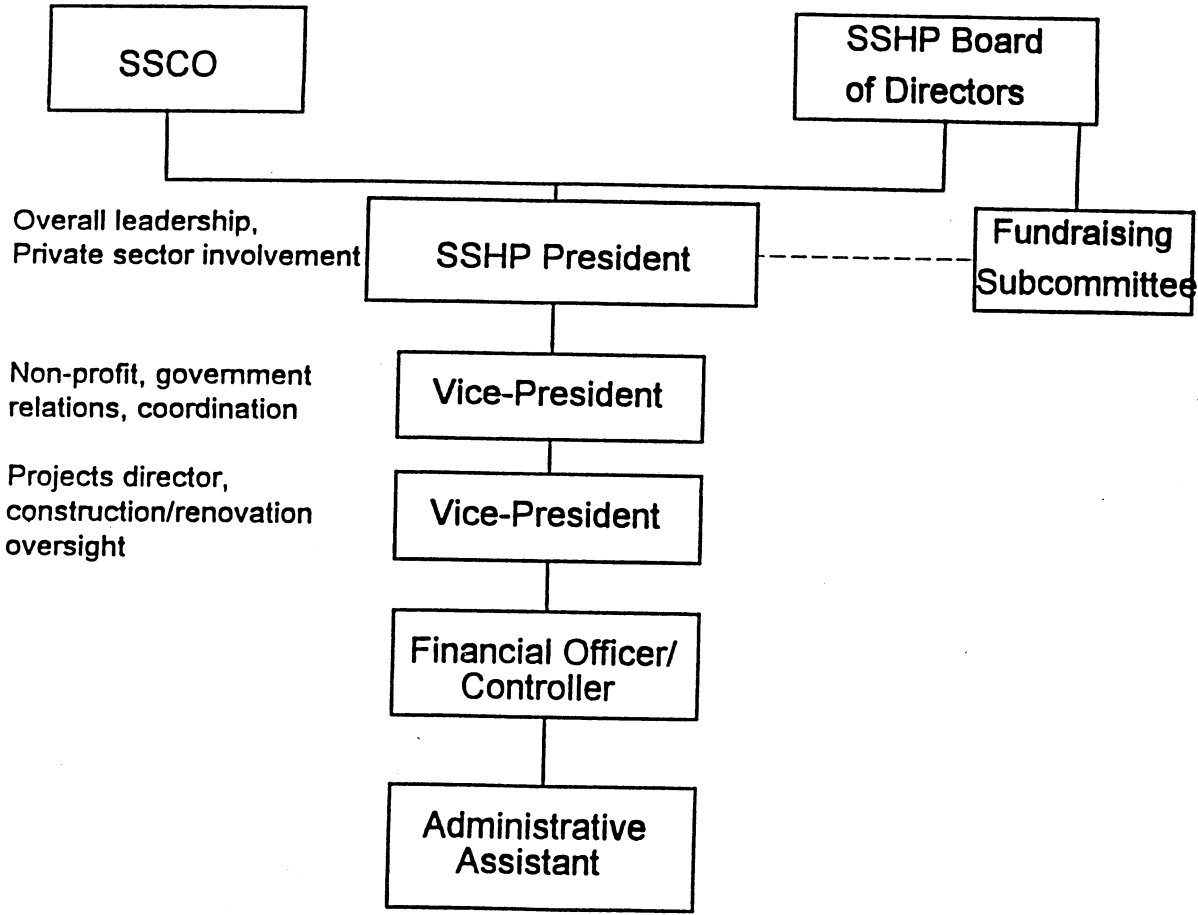 SSCO
SSHP Board
of Directors
Overall leadership,
Private sector involvement
SSHP President
Fundraising
Subcommittee
Non-profit, government
relations, coordination
Vice-President
Projects director,
construction/renovation
oversight
Vice-President
Financial Officer/
Controller
Administrative
Assistant